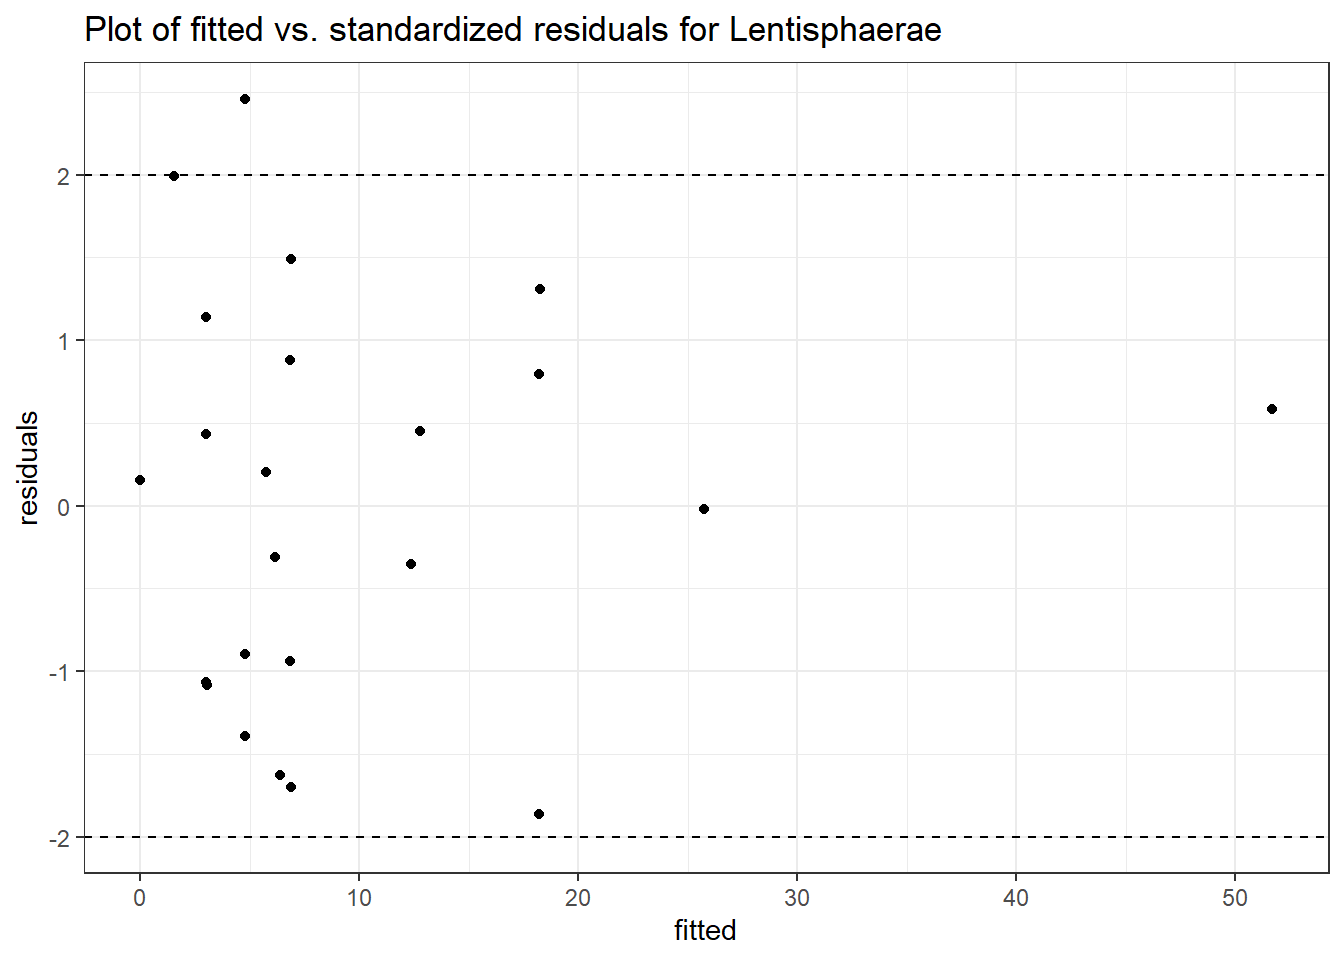 Plot of fitted vs. standardized residuals for Lentisphaerae
2
1
0
-1
-2
residuals
0 10 20 30 40 50
fitted